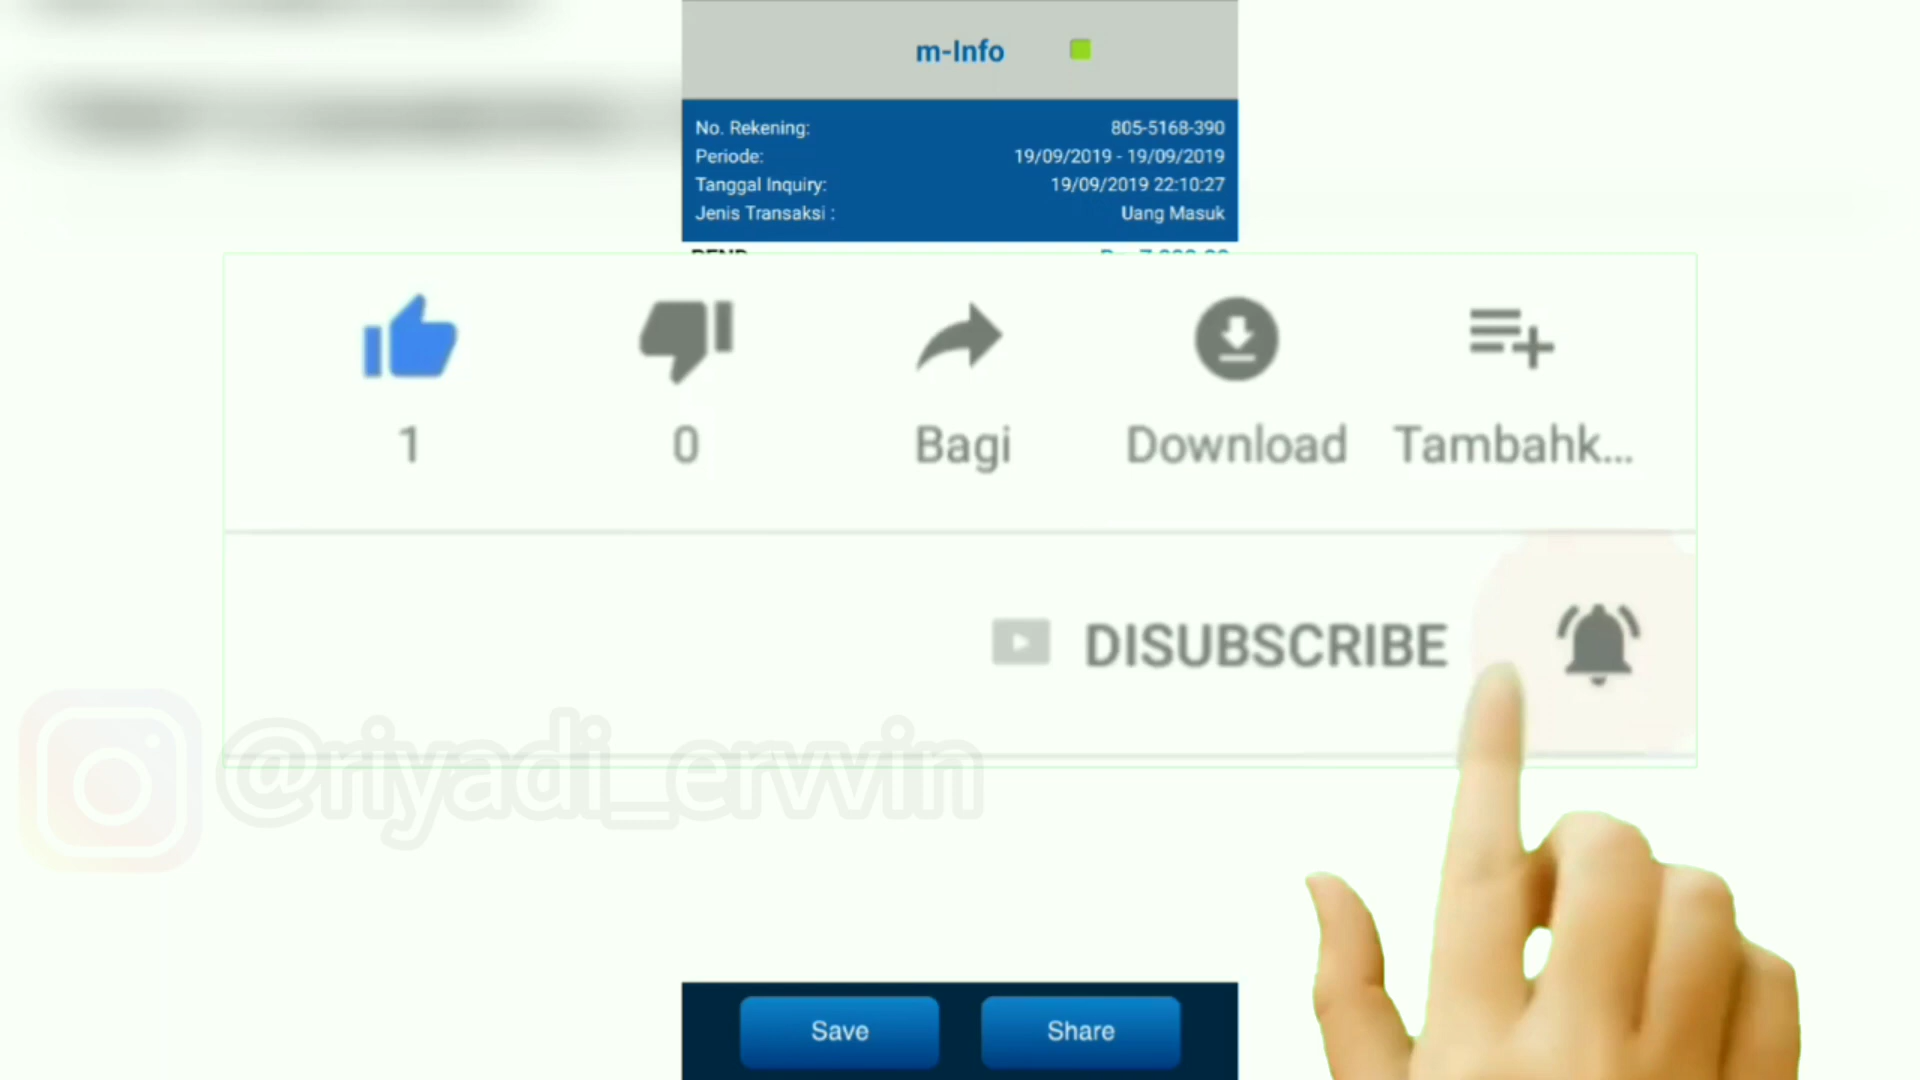 m-Info
No. Rekening: 805-5168-390
Periode: 19/09/2019 - 19/09/2019
Tanggal Inquiry: 19/09/2019 22:10:27
Jenis Transaksi : Uang Masuk
1 0 Bagi Download Tambahk...
DISUBSCRIBE
@riyadi_erwin
Save Share